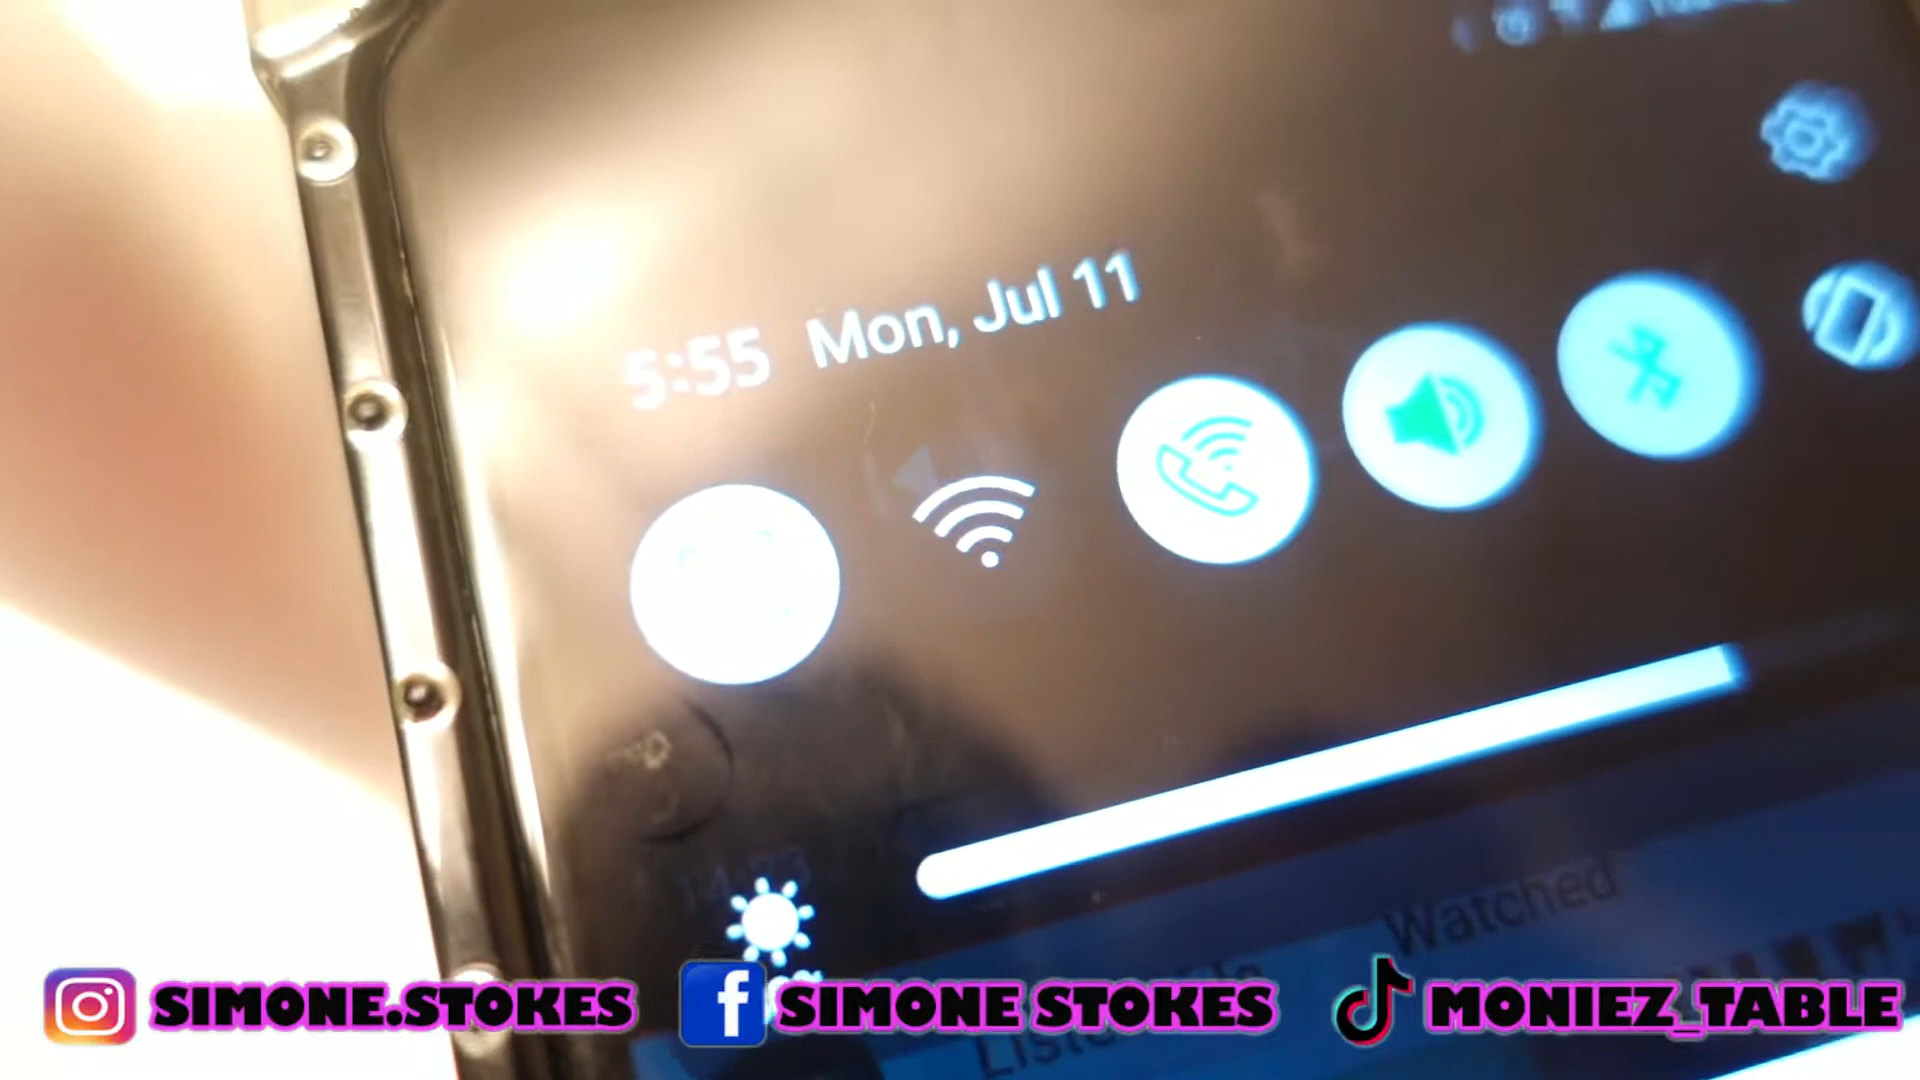 5:55 Mon, Jul 11
Watched
SIMONE.STOKES
SIMONE STOKES
MONIEZ_TABLE